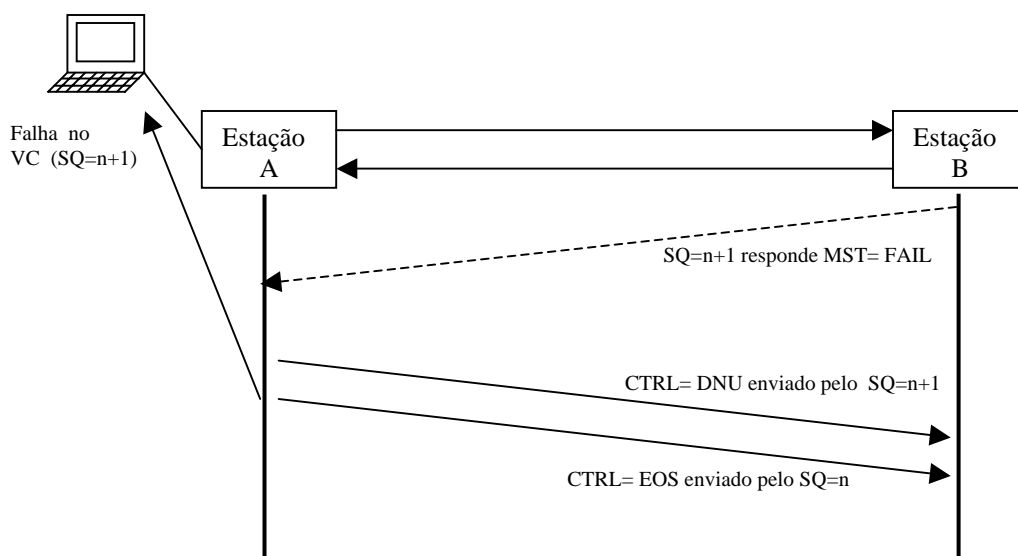 Falha no
VC (SQ=n+1)
Estação
A
Estação
B
SQ=n+1 responde MST= FAIL
CTRL= DNU enviado pelo SQ=n+1
CTRL= EOS enviado pelo SQ=n